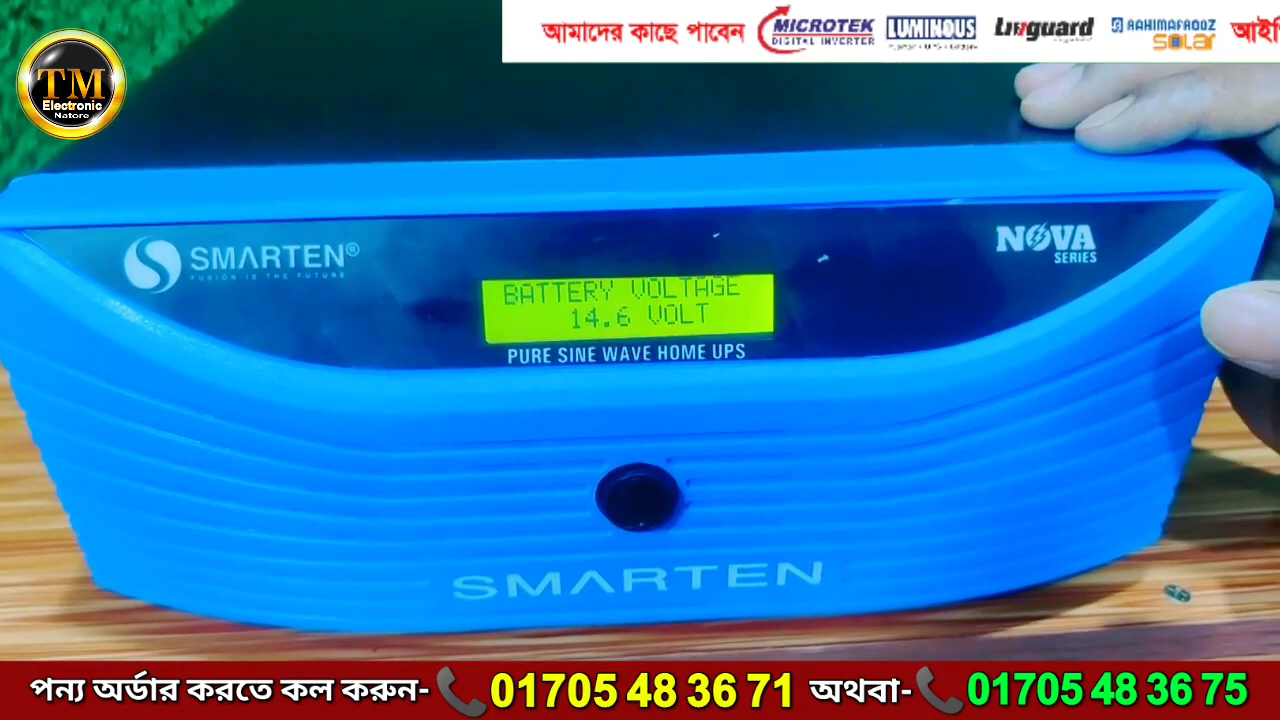 আমাদের কাছে পাবেন MICROTEK LUMINOUS Livguard RAHIMAFROOZ
DIGITAL INVERTER SOLAR
TM
Electronic
Natore
SMARTEN®
FUSION IS THE FUTURE
NOVA
SERIES
BATTERY VOLTAGE
14.6 VOLT
PURE SINE WAVE HOME UPS
SMARTEN
পন্য অর্ডার করতে কল করুন- 01705 48 36 71 অথবা- 01705 48 36 75